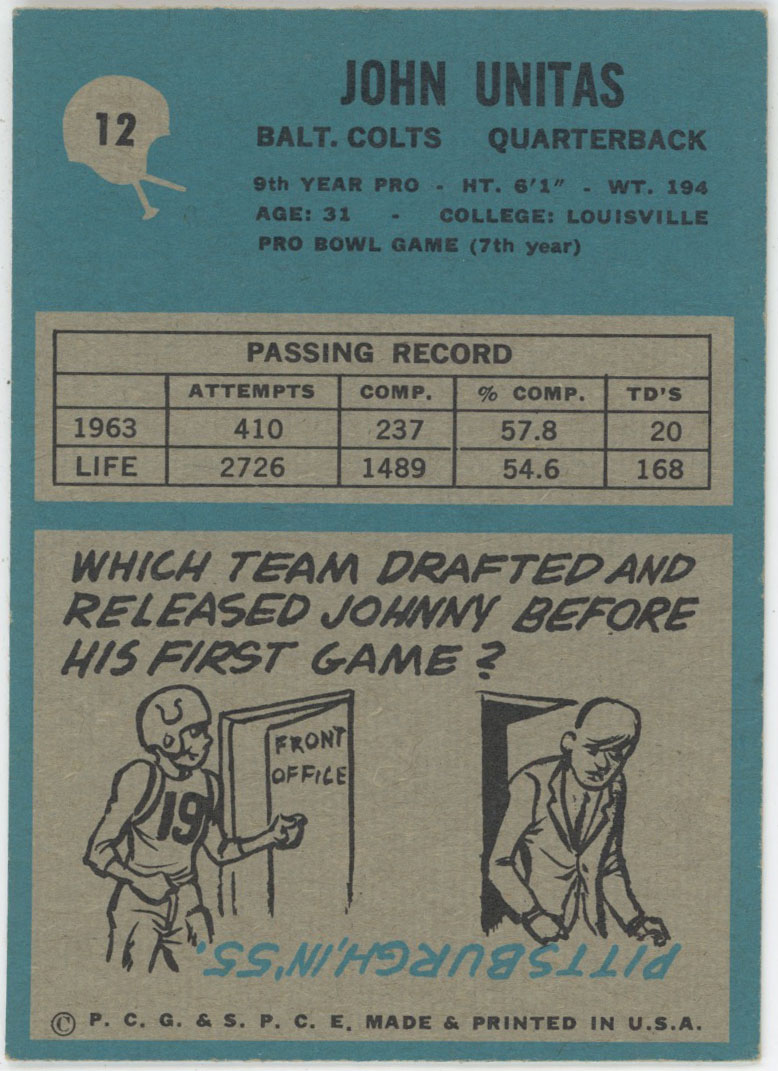 12
JOHN UNITAS
BALT. COLTS QUARTERBACK
9th YEAR PRO - HT. 6'1" - WT. 194
AGE: 31 - COLLEGE: LOUISVILLE
PRO BOWL GAME (7th year)
PASSING RECORD
ATTEMPTS COMP. % COMP. TD'S
1963 410 237 57.8 20
LIFE 2726 1489 54.6 168
WHICH TEAM DRAFTED AND
RELEASED JOHNNY BEFORE
HIS FIRST GAME?
FRONT
OFFICE
19
PITTSBURGH, IN '55.
© P. C. G. & S. P. C. E. MADE & PRINTED IN U.S.A.